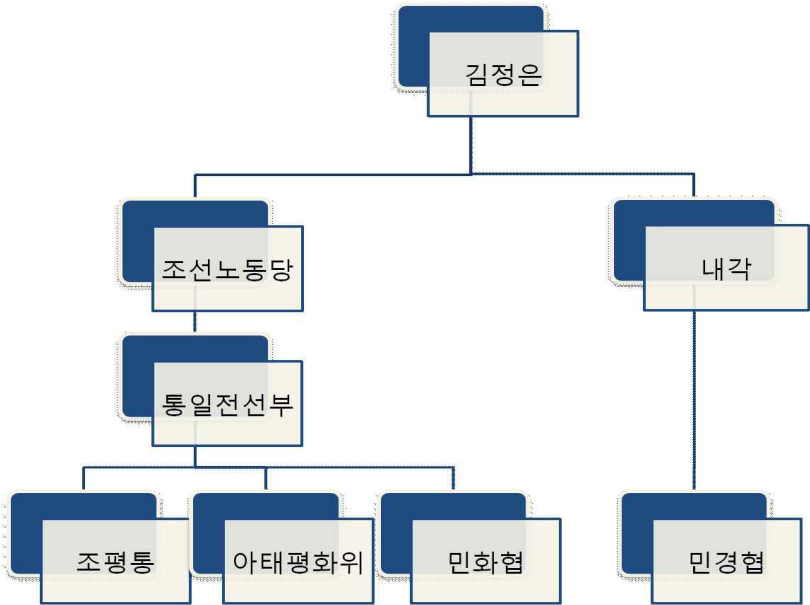 김정은
조선노동당
내각
통일전선부
조평통
아태평화위
민화협
민경협